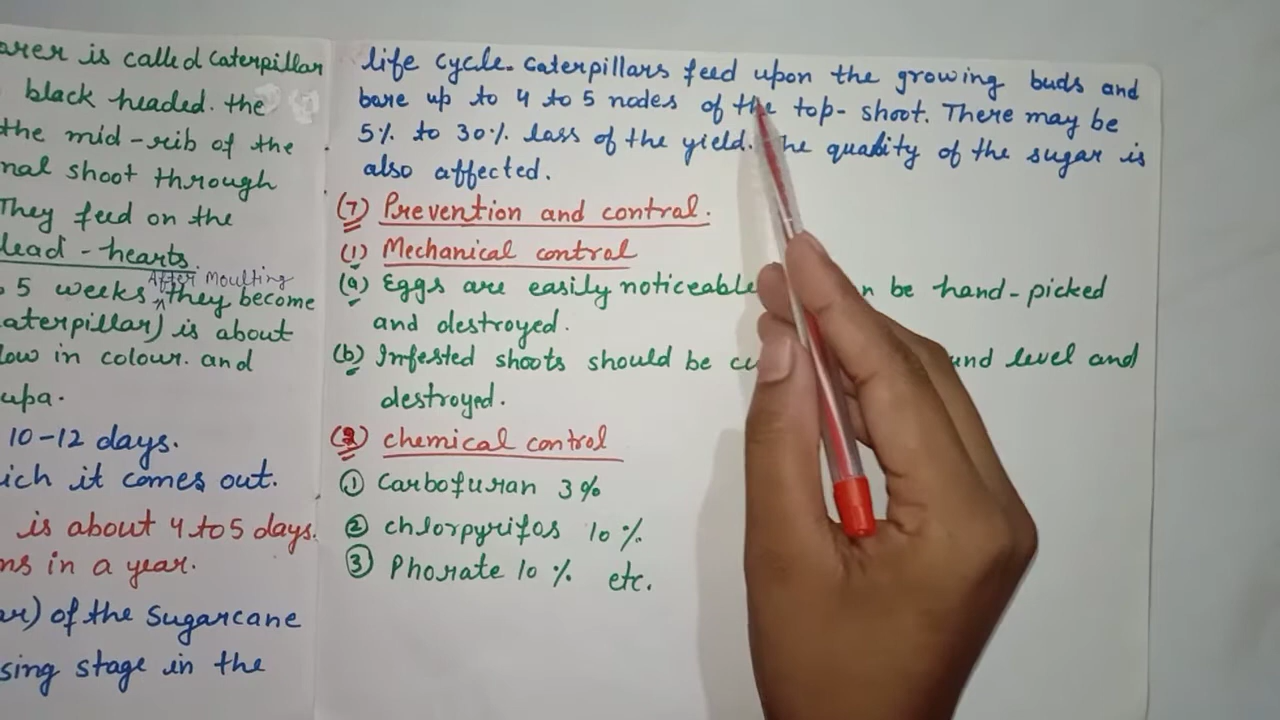 arer is called Caterpillar
black headed. the
the mid-rib of the
nal shoot through
They feed on the
dead-hearts.
After Moulting
5 weeks they become
aterpillar) is about
low in colour. and
upa.
10-12 days.
ich it comes out.
is about 4 to 5 days.
ns in a year.
ar) of the Sugarcane
sing stage in the
life cycle. Caterpillars feed upon the growing buds and
bore up to 4 to 5 nodes of the top-shoot. There may be
5% to 30% loss of the yield. The quality of the sugar is
also affected.
(7) Prevention and control.
(1) Mechanical control
(a) Eggs are easily noticeable n be hand-picked
and destroyed.
(b) Infested shoots should be cu und level and
destroyed.
(2) chemical control
① Carbofuran 3%
② chlorpyrifos 10%
③ Phorate 10% etc.